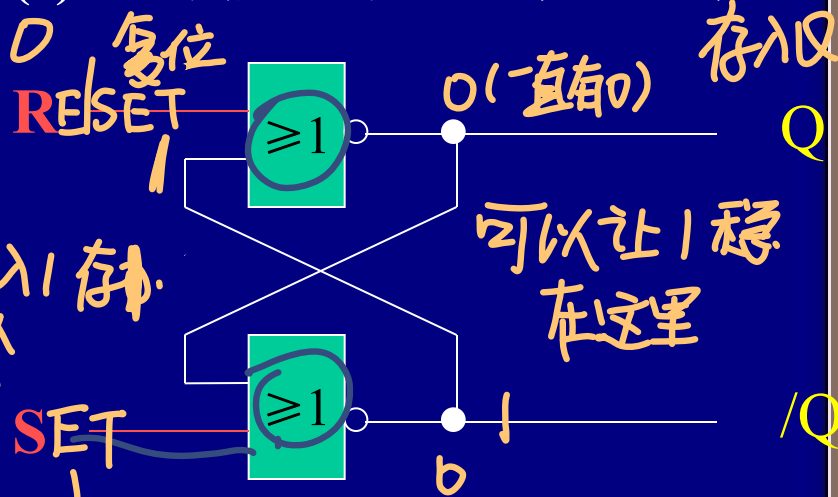 0 复位
存入
RESET
0(一直有0)
≥1
Q
1
可以让1稳
入1存
在这里
≥1
SET
1
/Q
1
0